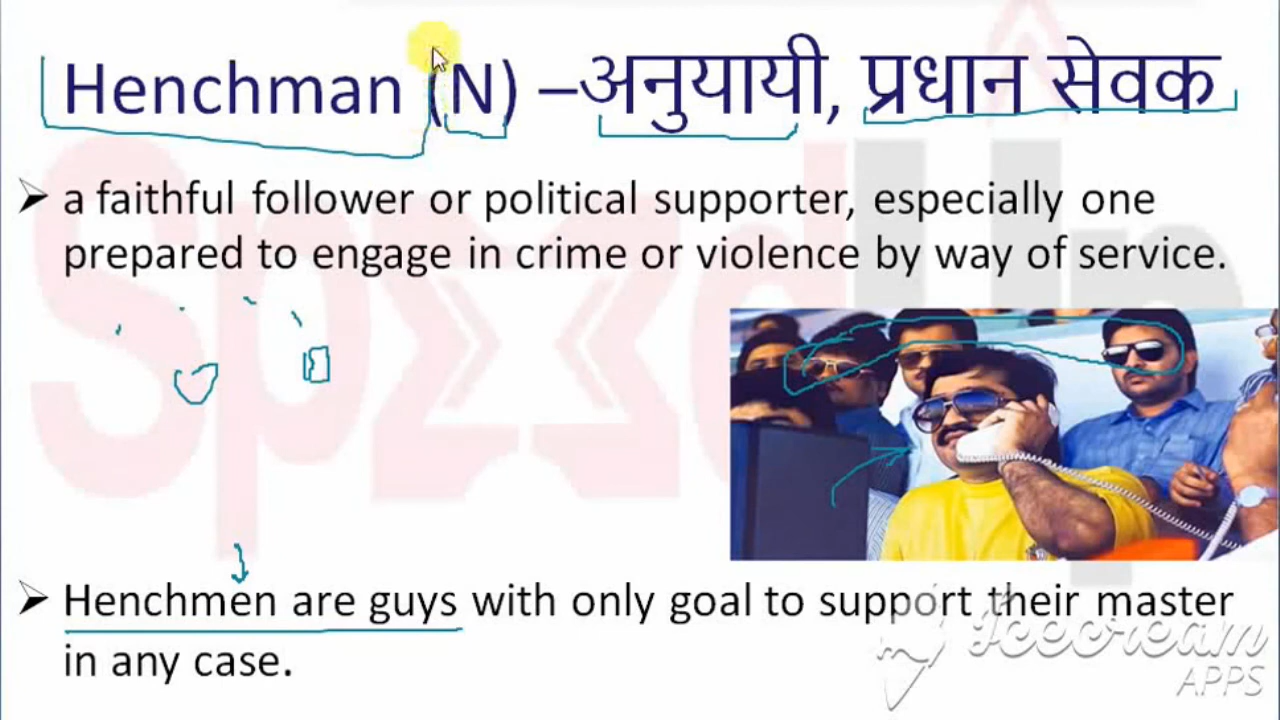 Henchman (N) –अनुयायी, प्रधान सेवक
➢ a faithful follower or political supporter, especially one
prepared to engage in crime or violence by way of service.
➢ Henchmen are guys with only goal to support their master
in any case.
SpeedUp
Icecream
APPS